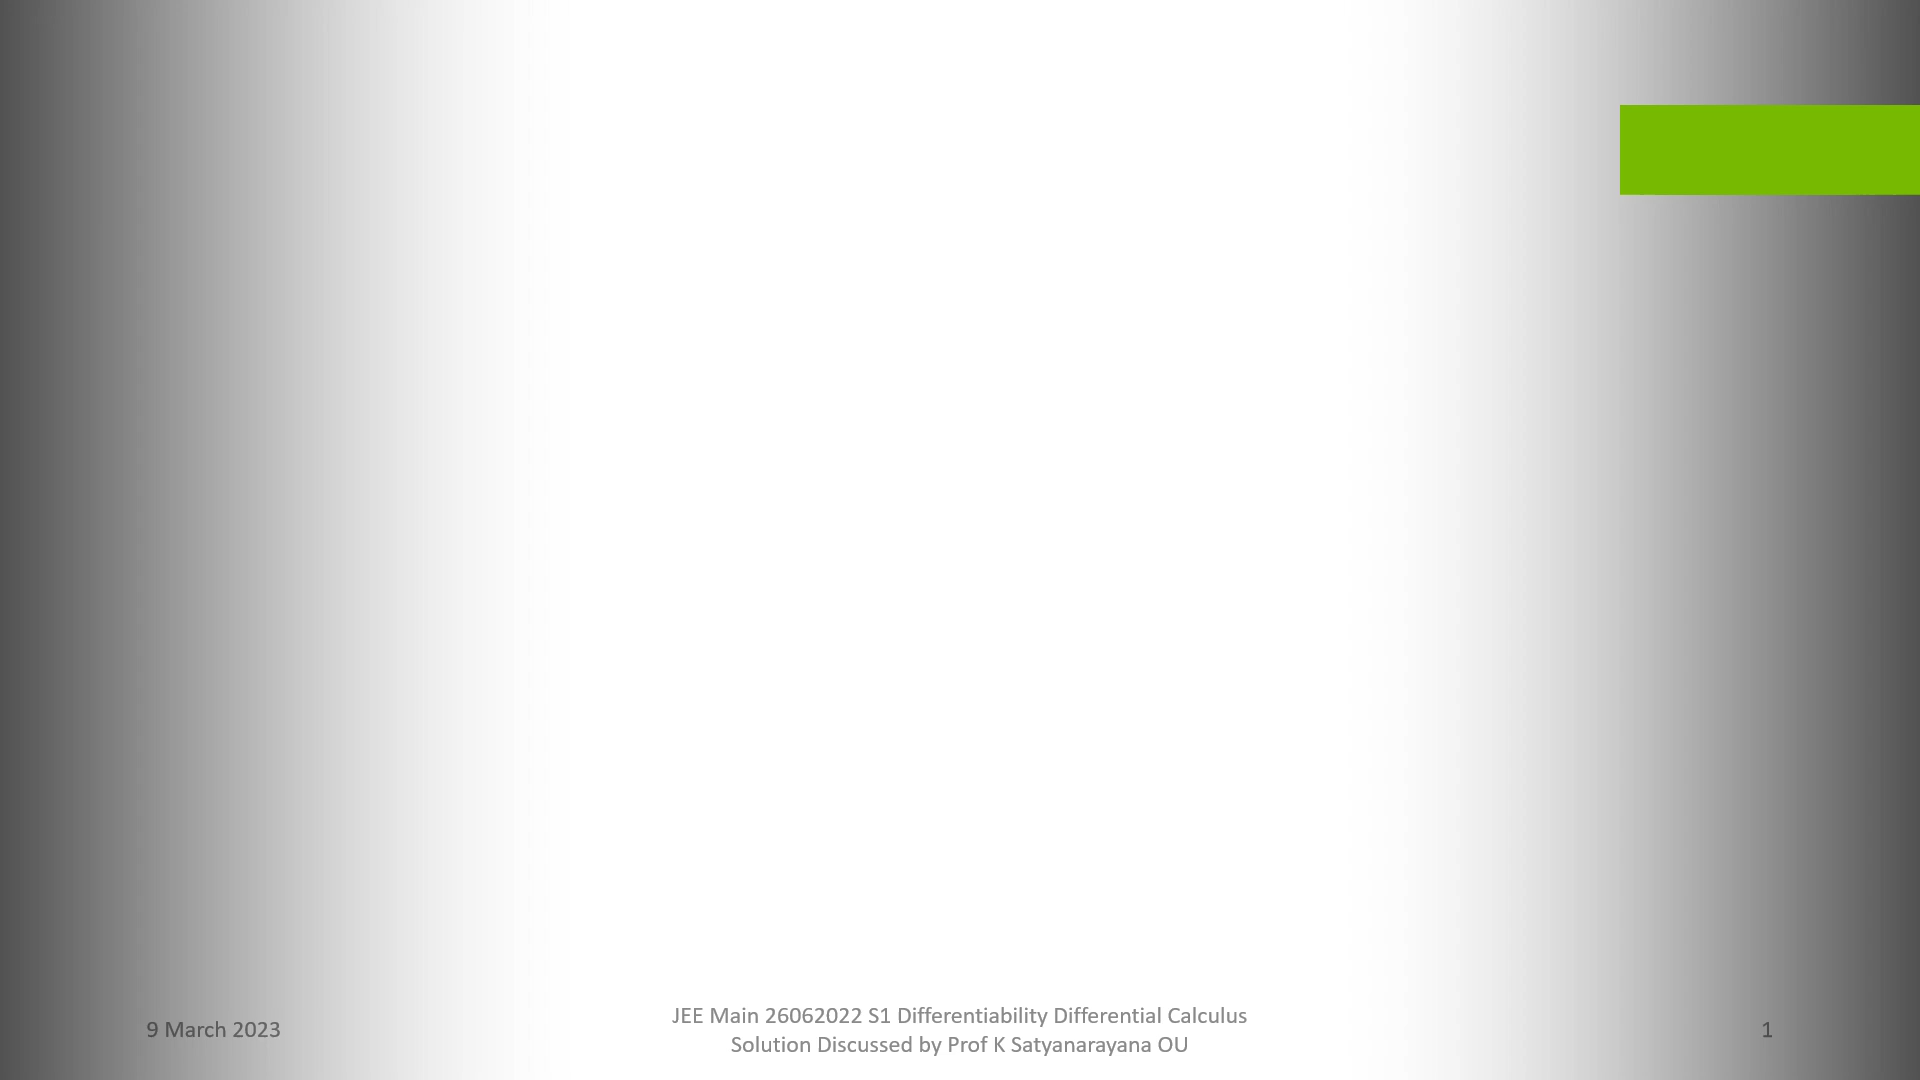 9 March 2023
JEE Main 26062022 S1 Differentiability Differential Calculus
Solution Discussed by Prof K Satyanarayana OU
1